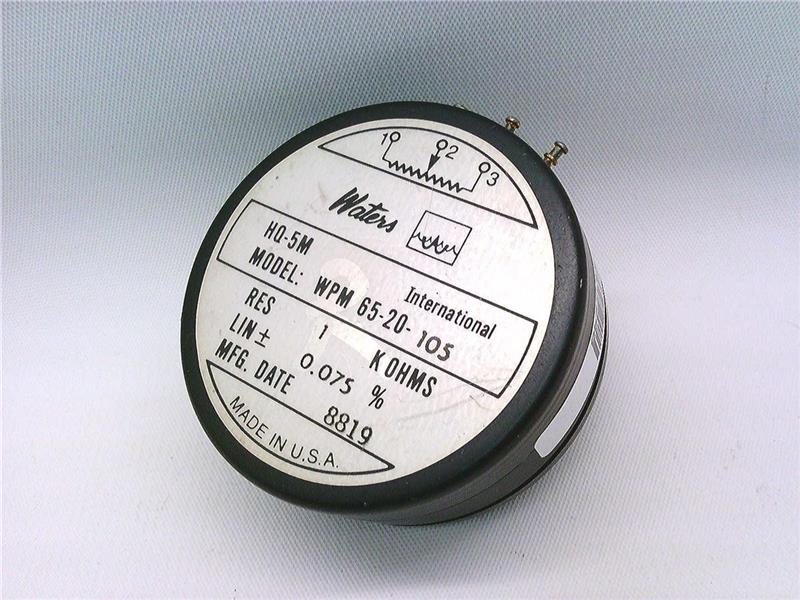 1 2 3
Waters
International
HQ-5M
MODEL: WPM 65-20-105
RES 1 K OHMS
LIN ± 0.075 %
MFG. DATE 8819
MADE IN U.S.A.